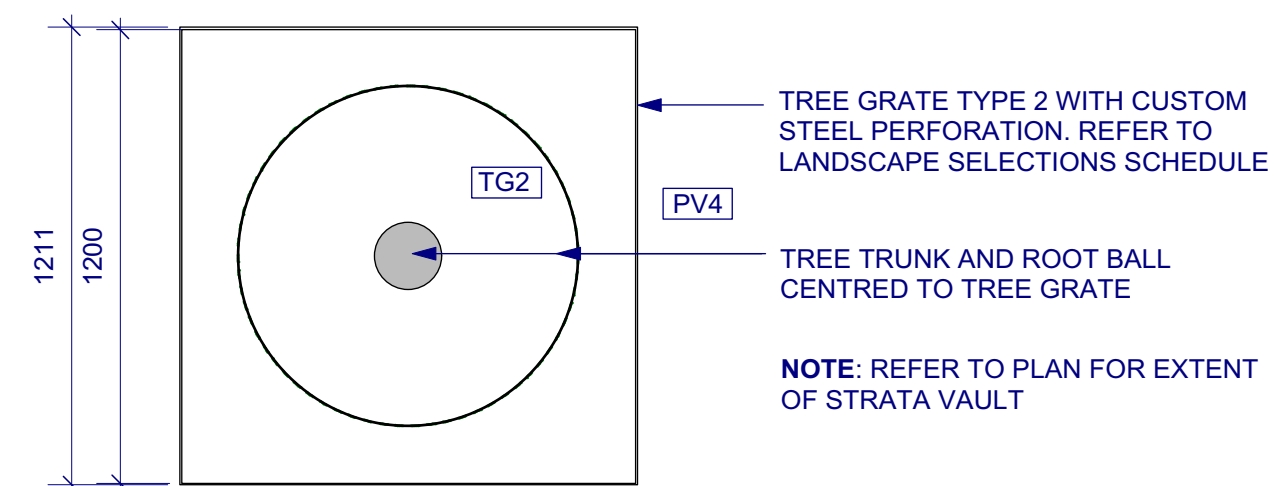 1211
1200
TREE GRATE TYPE 2 WITH CUSTOM
STEEL PERFORATION. REFER TO
LANDSCAPE SELECTIONS SCHEDULE
TG2
PV4
TREE TRUNK AND ROOT BALL
CENTRED TO TREE GRATE
NOTE: REFER TO PLAN FOR EXTENT
OF STRATA VAULT